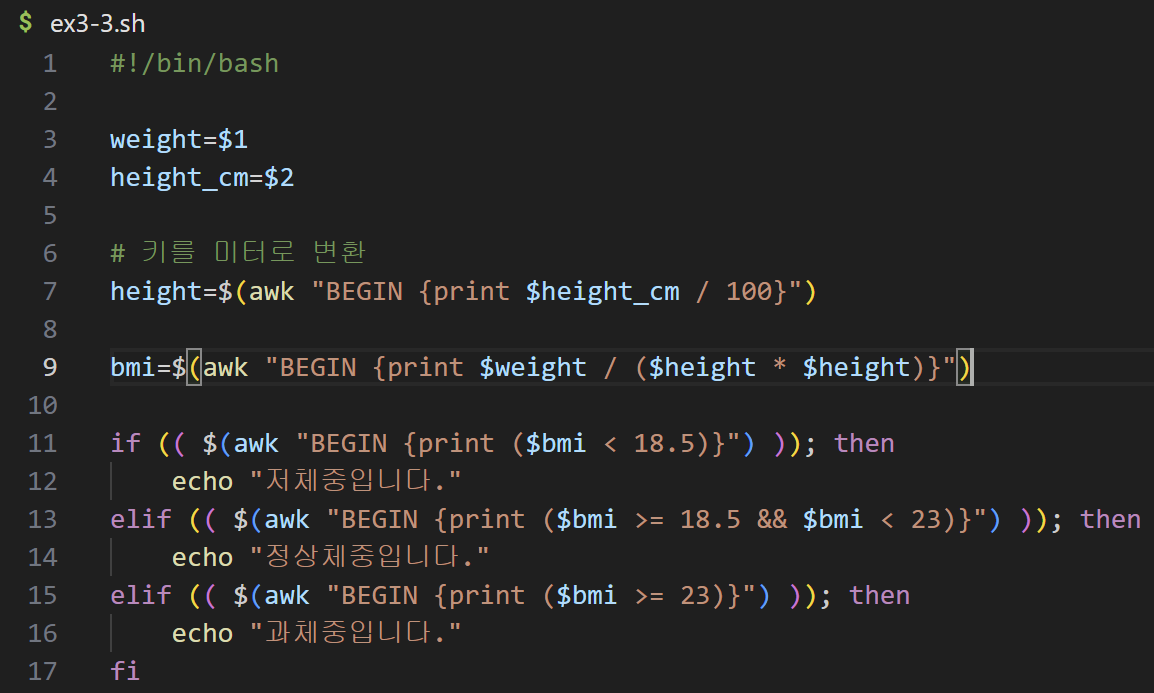 $ ex3-3.sh
1 #!/bin/bash
2
3 weight=$1
4 height_cm=$2
5
6 # 키를 미터로 변환
7 height=$(awk "BEGIN {print $height_cm / 100}")
8
9 bmi=$(awk "BEGIN {print $weight / ($height * $height)}")
10
11 if (( $(awk "BEGIN {print ($bmi < 18.5)}") )); then
12     echo "저체중입니다."
13 elif (( $(awk "BEGIN {print ($bmi >= 18.5 && $bmi < 23)}") )); then
14     echo "정상체중입니다."
15 elif (( $(awk "BEGIN {print ($bmi >= 23)}") )); then
16     echo "과체중입니다."
17 fi